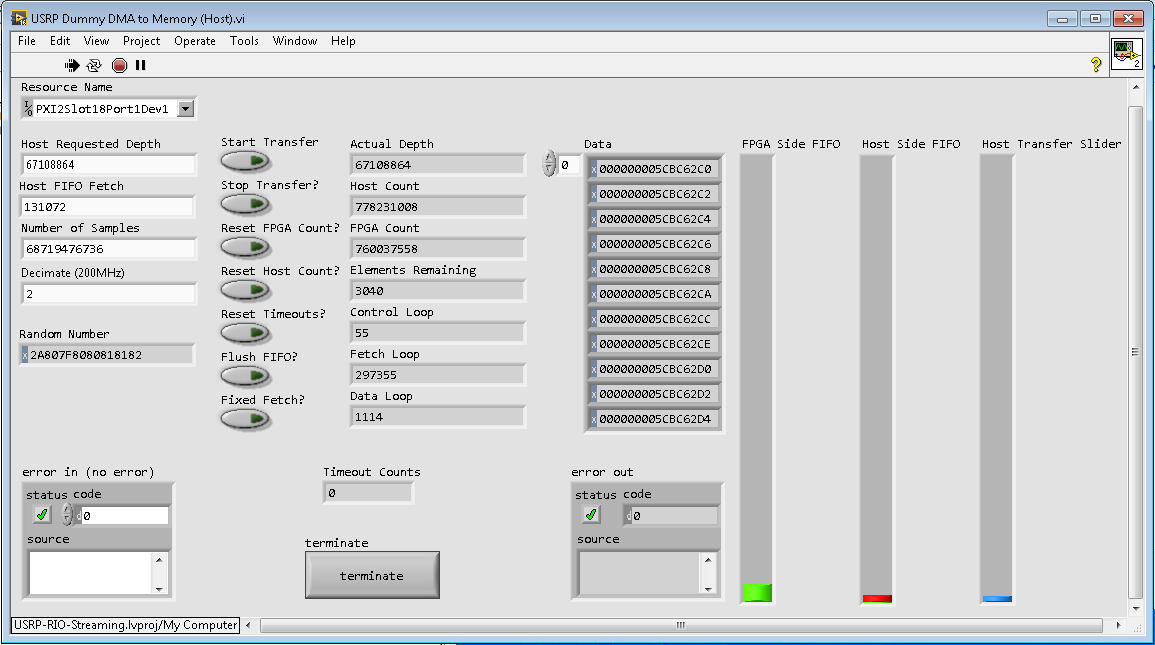 USRP Dummy DMA to Memory (Host).vi
File Edit View Project Operate Tools Window Help
?
2
Resource Name
I/O PXI2Slot18Port1Dev1
Host Requested Depth
67108864
Host FIFO Fetch
131072
Number of Samples
68719476736
Decimate (200MHz)
2
Random Number
x 2A807F8080818182
Start Transfer
Stop Transfer?
Reset FPGA Count?
Reset Host Count?
Reset Timeouts?
Flush FIFO?
Fixed Fetch?
Actual Depth
67108864
Host Count
778231008
FPGA Count
760037558
Elements Remaining
3040
Control Loop
55
Fetch Loop
297355
Data Loop
1114
Data
0
x 000000005CBC62C0
x 000000005CBC62C2
x 000000005CBC62C4
x 000000005CBC62C6
x 000000005CBC62C8
x 000000005CBC62CA
x 000000005CBC62CC
x 000000005CBC62CE
x 000000005CBC62D0
x 000000005CBC62D2
x 000000005CBC62D4
FPGA Side FIFO
Host Side FIFO
Host Transfer Slider
error in (no error)
status code
d 0
source
Timeout Counts
0
terminate
terminate
error out
status code
d 0
source
USRP-RIO-Streaming.lvproj/My Computer